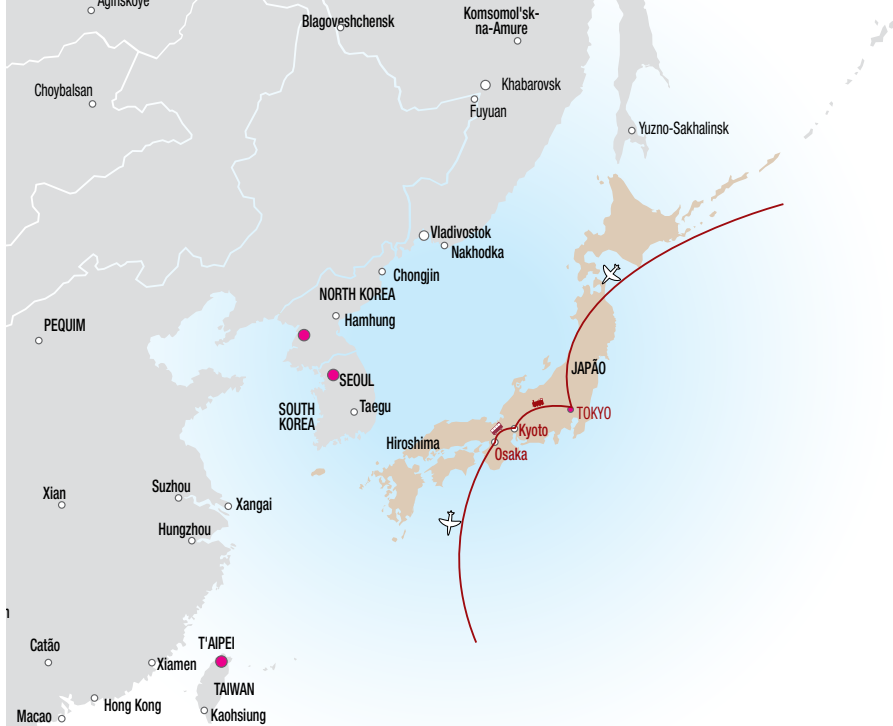 Aginskoye
Blagoveshchensk
Komsomol'sk-
na-Amure
Choybalsan
Khabarovsk
Fuyuan
Yuzno-Sakhalinsk
Vladivostok
Nakhodka
Chongjin
NORTH KOREA
Hamhung
PEQUIM
JAPÃO
SEOUL
SOUTH
KOREA
Taegu
TOKYO
Kyoto
Hiroshima
Osaka
Xian
Suzhou
Xangai
Hungzhou
Catão
T'AIPEI
Xiamen
TAIWAN
Hong Kong
Macao
Kaohsiung